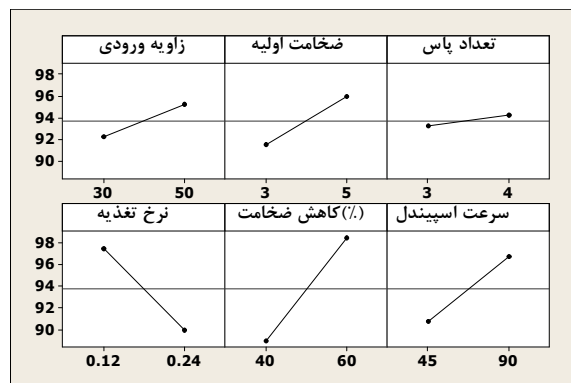 زاویه ورودی
ضخامت اولیه
تعداد پاس
98
96
94
92
90
30 50
3 5
3 4
نرخ تغذیه
کاهش ضخامت(٪)
سرعت اسپیندل
98
96
94
92
90
0.12 0.24
40 60
45 90